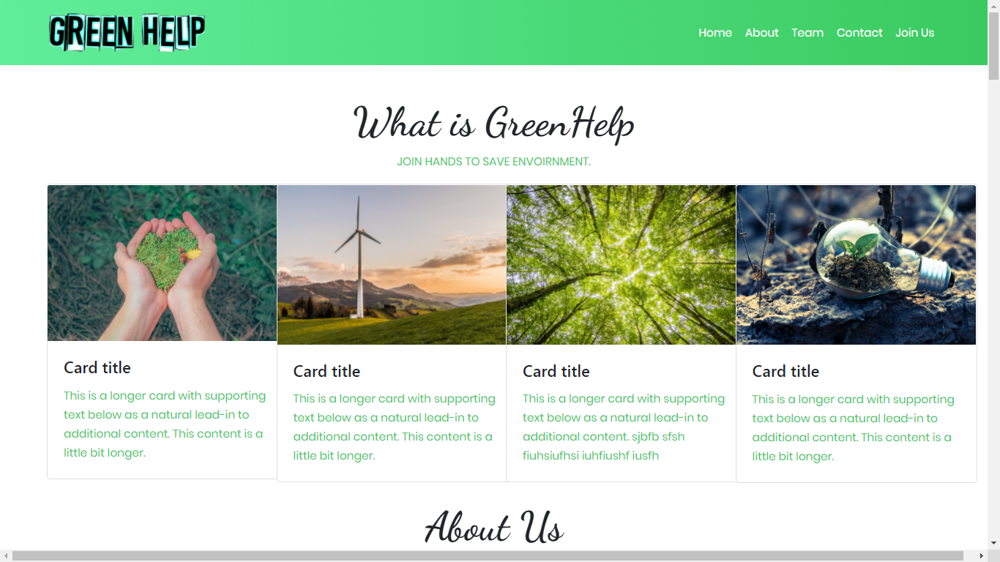 GREEN HELP
Home About Team Contact Join Us
What is GreenHelp
JOIN HANDS TO SAVE ENVOIRNMENT.
Card title
This is a longer card with supporting
text below as a natural lead-in to
additional content. This content is a
little bit longer.
Card title
This is a longer card with supporting
text below as a natural lead-in to
additional content. This content is a
little bit longer.
Card title
This is a longer card with supporting
text below as a natural lead-in to
additional content. sjbfb sfsh
fiuhsiufhsi iuhfiushf iusfh
Card title
This is a longer card with supporting
text below as a natural lead-in to
additional content. This content is a
little bit longer.
About Us